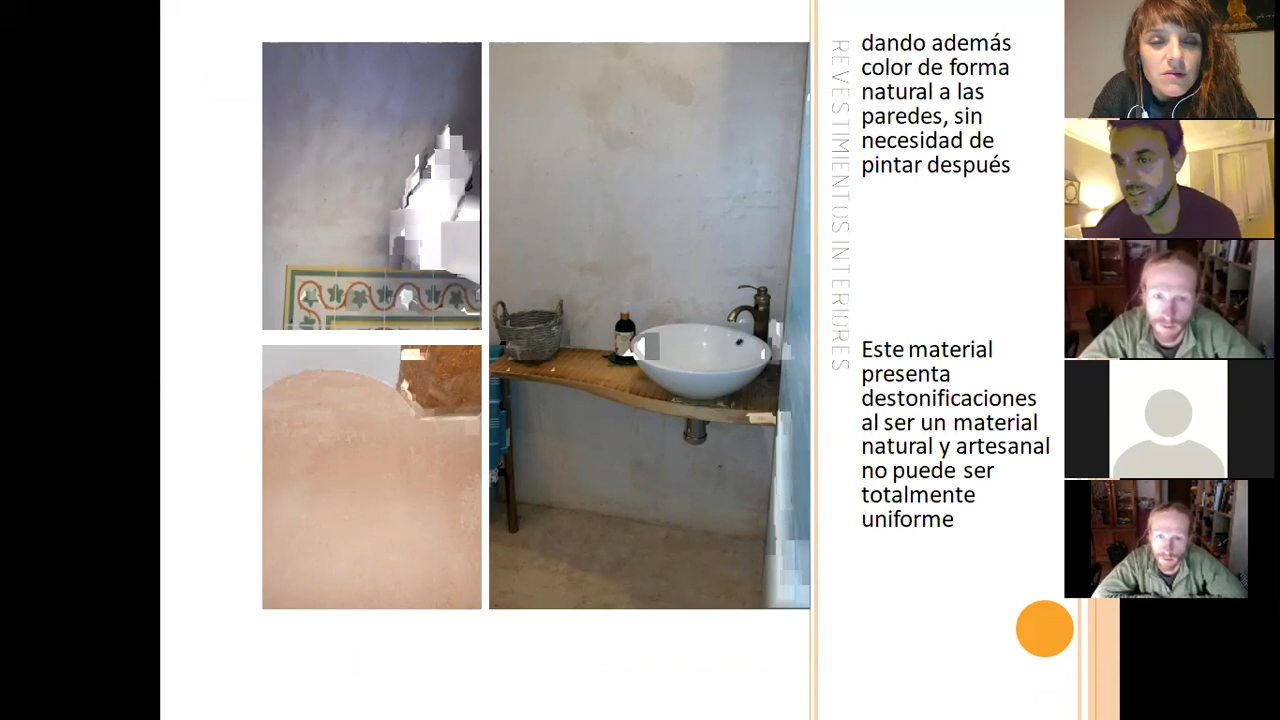 dando además
color de forma
natural a las
paredes, sin
necesidad de
pintar después
REVESTIMIENTOS INTERIORES
Este material
presenta
destonificaciones
al ser un material
natural y artesanal
no puede ser
totalmente
uniforme